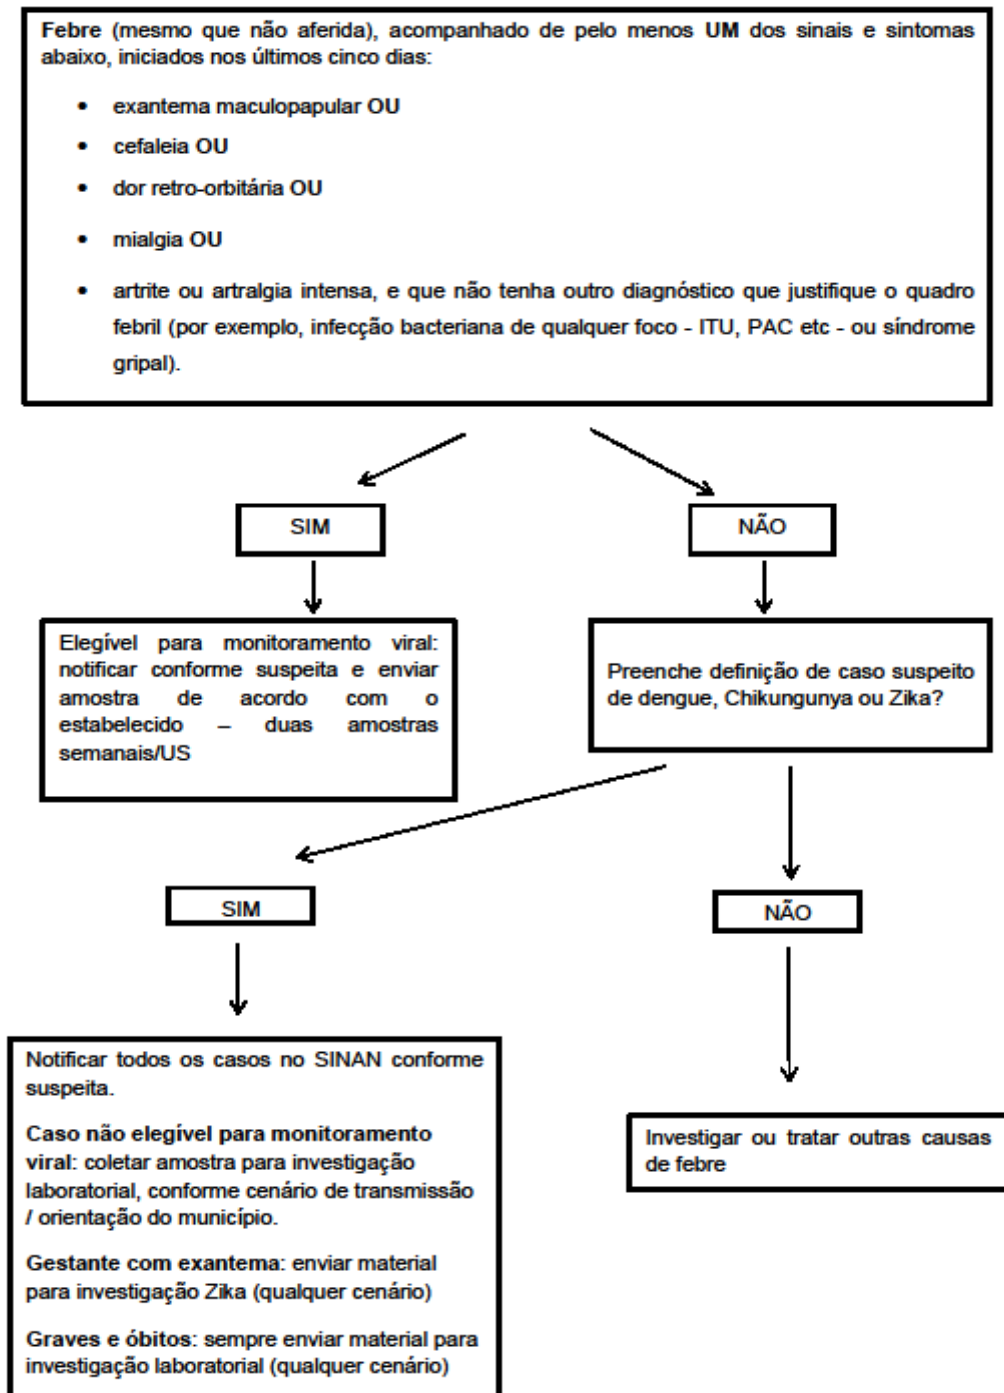 Febre (mesmo que não aferida), acompanhado de pelo menos UM dos sinais e sintomas
abaixo, iniciados nos últimos cinco dias:
• exantema maculopapular OU
• cefaleia OU
• dor retro-orbitária OU
• mialgia OU
• artrite ou artralgia intensa, e que não tenha outro diagnóstico que justifique o quadro
febril (por exemplo, infecção bacteriana de qualquer foco - ITU, PAC etc - ou síndrome
gripal).
SIM
NÃO
Elegível para monitoramento viral:
notificar conforme suspeita e enviar
amostra de acordo com o
estabelecido – duas amostras
semanais/US
Preenche definição de caso suspeito
de dengue, Chikungunya ou Zika?
SIM
NÃO
Notificar todos os casos no SINAN conforme
suspeita.
Caso não elegível para monitoramento
viral: coletar amostra para investigação
laboratorial, conforme cenário de transmissão
/ orientação do município.
Gestante com exantema: enviar material
para investigação Zika (qualquer cenário)
Graves e óbitos: sempre enviar material para
investigação laboratorial (qualquer cenário)
Investigar ou tratar outras causas
de febre